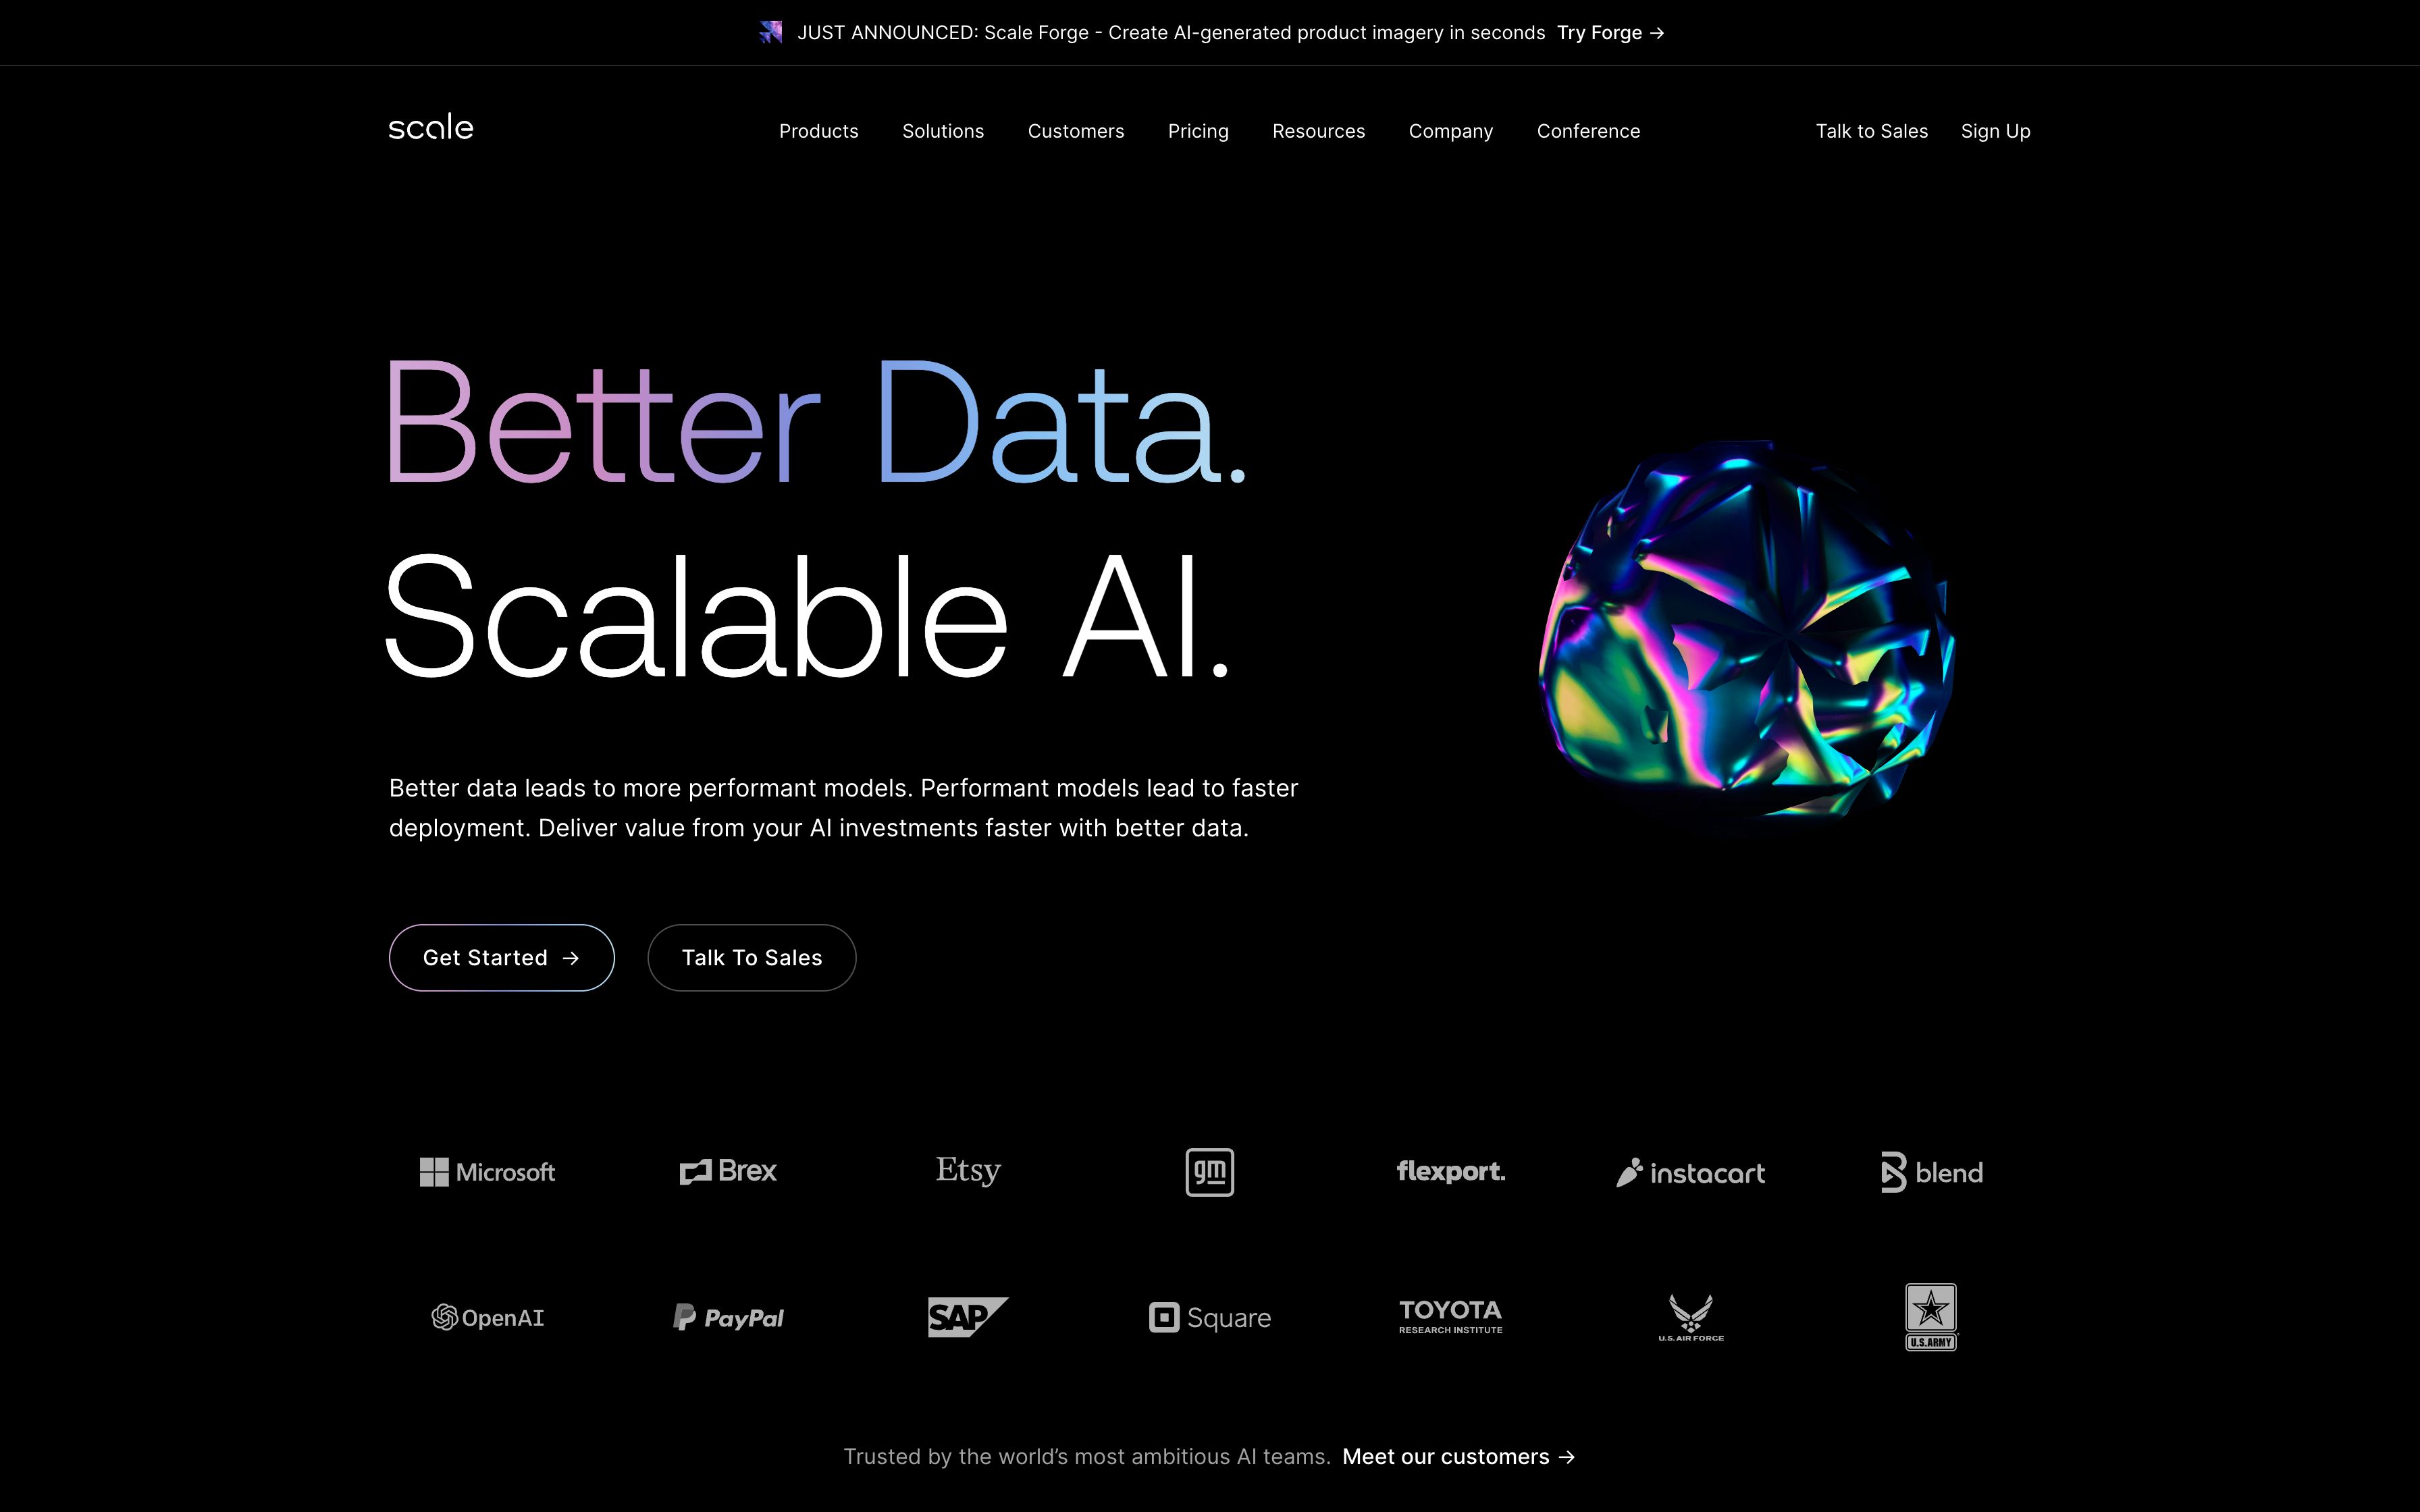 JUST ANNOUNCED: Scale Forge - Create AI-generated product imagery in seconds Try Forge →
scale
Products Solutions Customers Pricing Resources Company Conference
Talk to Sales Sign Up
Better Data.
Scalable AI.
Better data leads to more performant models. Performant models lead to faster
deployment. Deliver value from your AI investments faster with better data.
Get Started →
Talk To Sales
Microsoft Brex Etsy gm flexport. instacart blend
OpenAI PayPal SAP Square TOYOTA
RESEARCH INSTITUTE
U.S. AIR FORCE
U.S.ARMY
Trusted by the world’s most ambitious AI teams. Meet our customers →